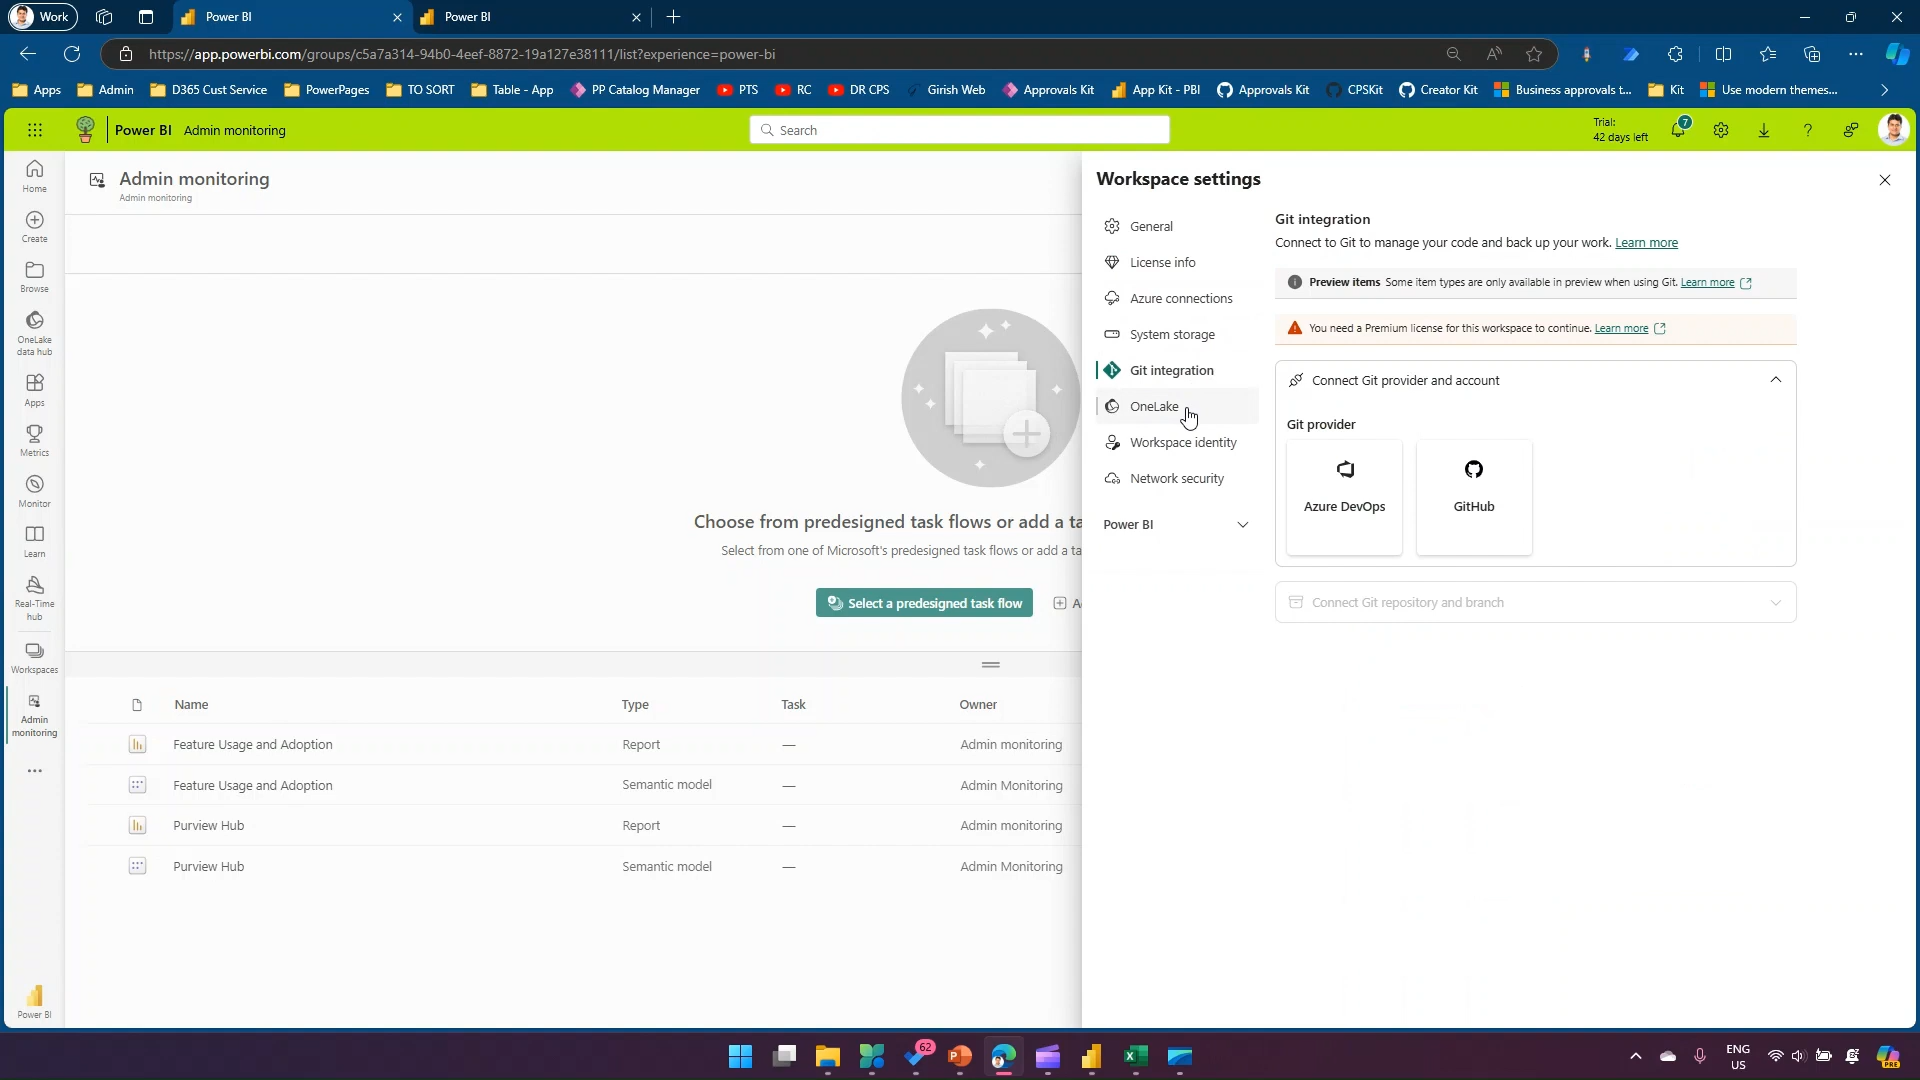 Work
Power BI
Power BI
https://app.powerbi.com/groups/c5a7a314-94b0-4eef-8872-19a127e38111/list?experience=power-bi
Apps
Admin
D365 Cust Service
PowerPages
TO SORT
Table - App
PP Catalog Manager
PTS
RC
DR CPS
Girish Web
Approvals Kit
App Kit - PBI
Approvals Kit
CPSKit
Creator Kit
Business approvals t...
Kit
Use modern themes...
Power BI
Admin monitoring
Search
Trial:
42 days left
7
Home
Create
Browse
OneLake
data hub
Apps
Metrics
Monitor
Learn
Real-Time
hub
Workspaces
Admin
monitoring
Power BI
Admin monitoring
Admin monitoring
Choose from predesigned task flows or add a ta
Select from one of Microsoft's predesigned task flows or add a ta
Select a predesigned task flow
A
Name
Type
Task
Owner
Feature Usage and Adoption
Report
—
Admin monitoring
Feature Usage and Adoption
Semantic model
—
Admin Monitoring
Purview Hub
Report
—
Admin monitoring
Purview Hub
Semantic model
—
Admin Monitoring
Workspace settings
General
License info
Azure connections
System storage
Git integration
OneLake
Workspace identity
Network security
Power BI
Git integration
Connect to Git to manage your code and back up your work. Learn more
Preview items Some item types are only available in preview when using Git. Learn more
You need a Premium license for this workspace to continue. Learn more
Connect Git provider and account
Git provider
Azure DevOps
GitHub
Connect Git repository and branch
62
ENG
US
PRE